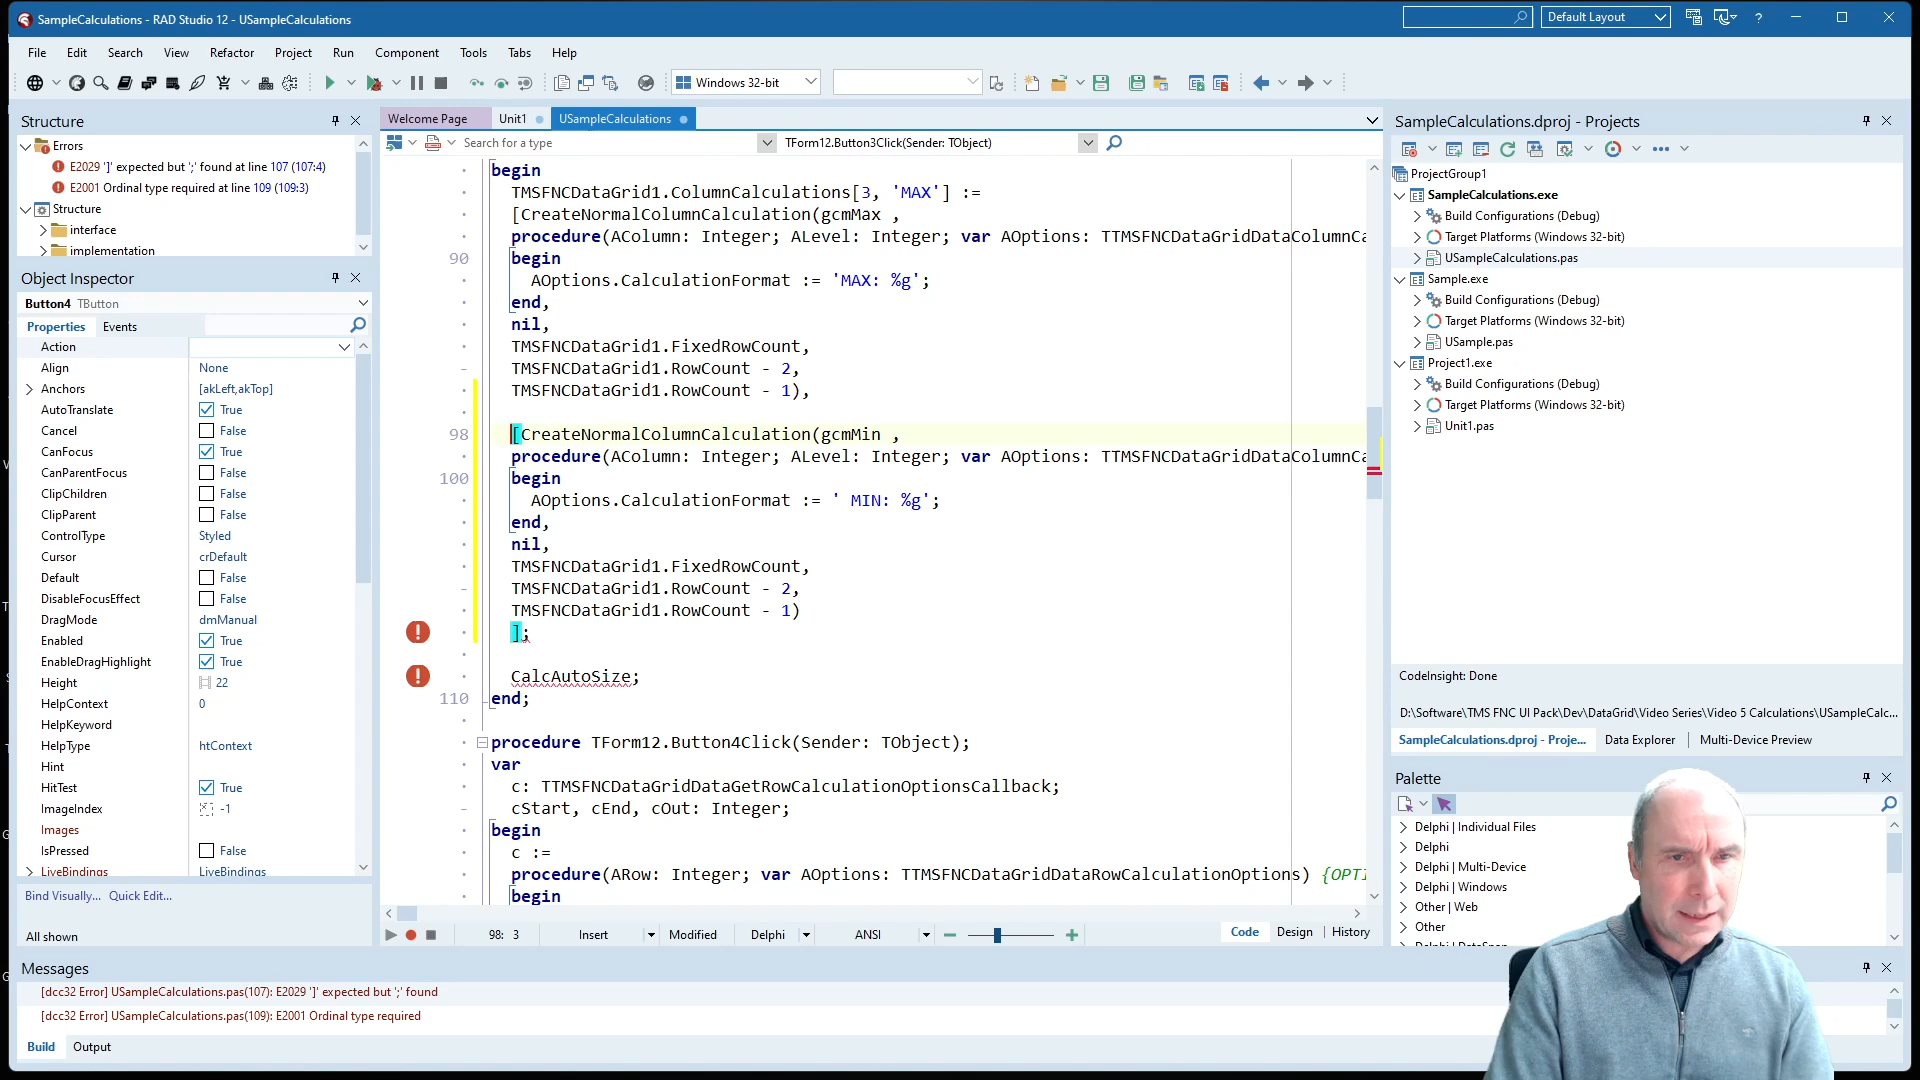 SampleCalculations - RAD Studio 12 - USampleCalculations
Default Layout
?
File Edit Search View Refactor Project Run Component Tools Tabs Help
Windows 32-bit
Structure
Errors
E2029 ']' expected but ';' found at line 107 (107:4)
E2001 Ordinal type required at line 109 (109:3)
Structure
interface
implementation
Object Inspector
Button4 TButton
Properties Events
Action
Align None
Anchors [akLeft,akTop]
AutoTranslate True
Cancel False
CanFocus True
CanParentFocus False
ClipChildren False
ClipParent False
ControlType Styled
Cursor crDefault
Default False
DisableFocusEffect False
DragMode dmManual
Enabled True
EnableDragHighlight True
Height 22
HelpContext 0
HelpKeyword
HelpType htContext
Hint
HitTest True
ImageIndex -1
Images
IsPressed False
LiveBindings LiveBindings
Bind Visually... Quick Edit...
All shown
Welcome Page Unit1 USampleCalculations
Search for a type TForm12.Button3Click(Sender: TObject)
begin
TMSFNCDataGrid1.ColumnCalculations[3, 'MAX'] :=
[CreateNormalColumnCalculation(gcmMax ,
procedure(AColumn: Integer; ALevel: Integer; var AOptions: TTMSFNCDataGridDataColumnCa
90 begin
AOptions.CalculationFormat := 'MAX: %g';
end,
nil,
TMSFNCDataGrid1.FixedRowCount,
TMSFNCDataGrid1.RowCount - 2,
TMSFNCDataGrid1.RowCount - 1),
98 [CreateNormalColumnCalculation(gcmMin ,
procedure(AColumn: Integer; ALevel: Integer; var AOptions: TTMSFNCDataGridDataColumnCa
100 begin
AOptions.CalculationFormat := ' MIN: %g';
end,
nil,
TMSFNCDataGrid1.FixedRowCount,
TMSFNCDataGrid1.RowCount - 2,
TMSFNCDataGrid1.RowCount - 1)
];
CalcAutoSize;
110 end;
procedure TForm12.Button4Click(Sender: TObject);
var
c: TTMSFNCDataGridDataGetRowCalculationOptionsCallback;
cStart, cEnd, cOut: Integer;
begin
c :=
procedure(ARow: Integer; var AOptions: TTMSFNCDataGridDataRowCalculationOptions) {OPTI
begin
98: 3 Insert Modified Delphi ANSI Code Design History
SampleCalculations.dproj - Projects
ProjectGroup1
SampleCalculations.exe
Build Configurations (Debug)
Target Platforms (Windows 32-bit)
USampleCalculations.pas
Sample.exe
Build Configurations (Debug)
Target Platforms (Windows 32-bit)
USample.pas
Project1.exe
Build Configurations (Debug)
Target Platforms (Windows 32-bit)
Unit1.pas
CodeInsight: Done
D:\Software\TMS FNC UI Pack\Dev\DataGrid\Video Series\Video 5 Calculations\USampleCalc...
SampleCalculations.dproj - Proje... Data Explorer Multi-Device Preview
Palette
Delphi | Individual Files
Delphi
Delphi | Multi-Device
Delphi | Windows
Other | Web
Other
Messages
[dcc32 Error] USampleCalculations.pas(107): E2029 ']' expected but ';' found
[dcc32 Error] USampleCalculations.pas(109): E2001 Ordinal type required
Build Output